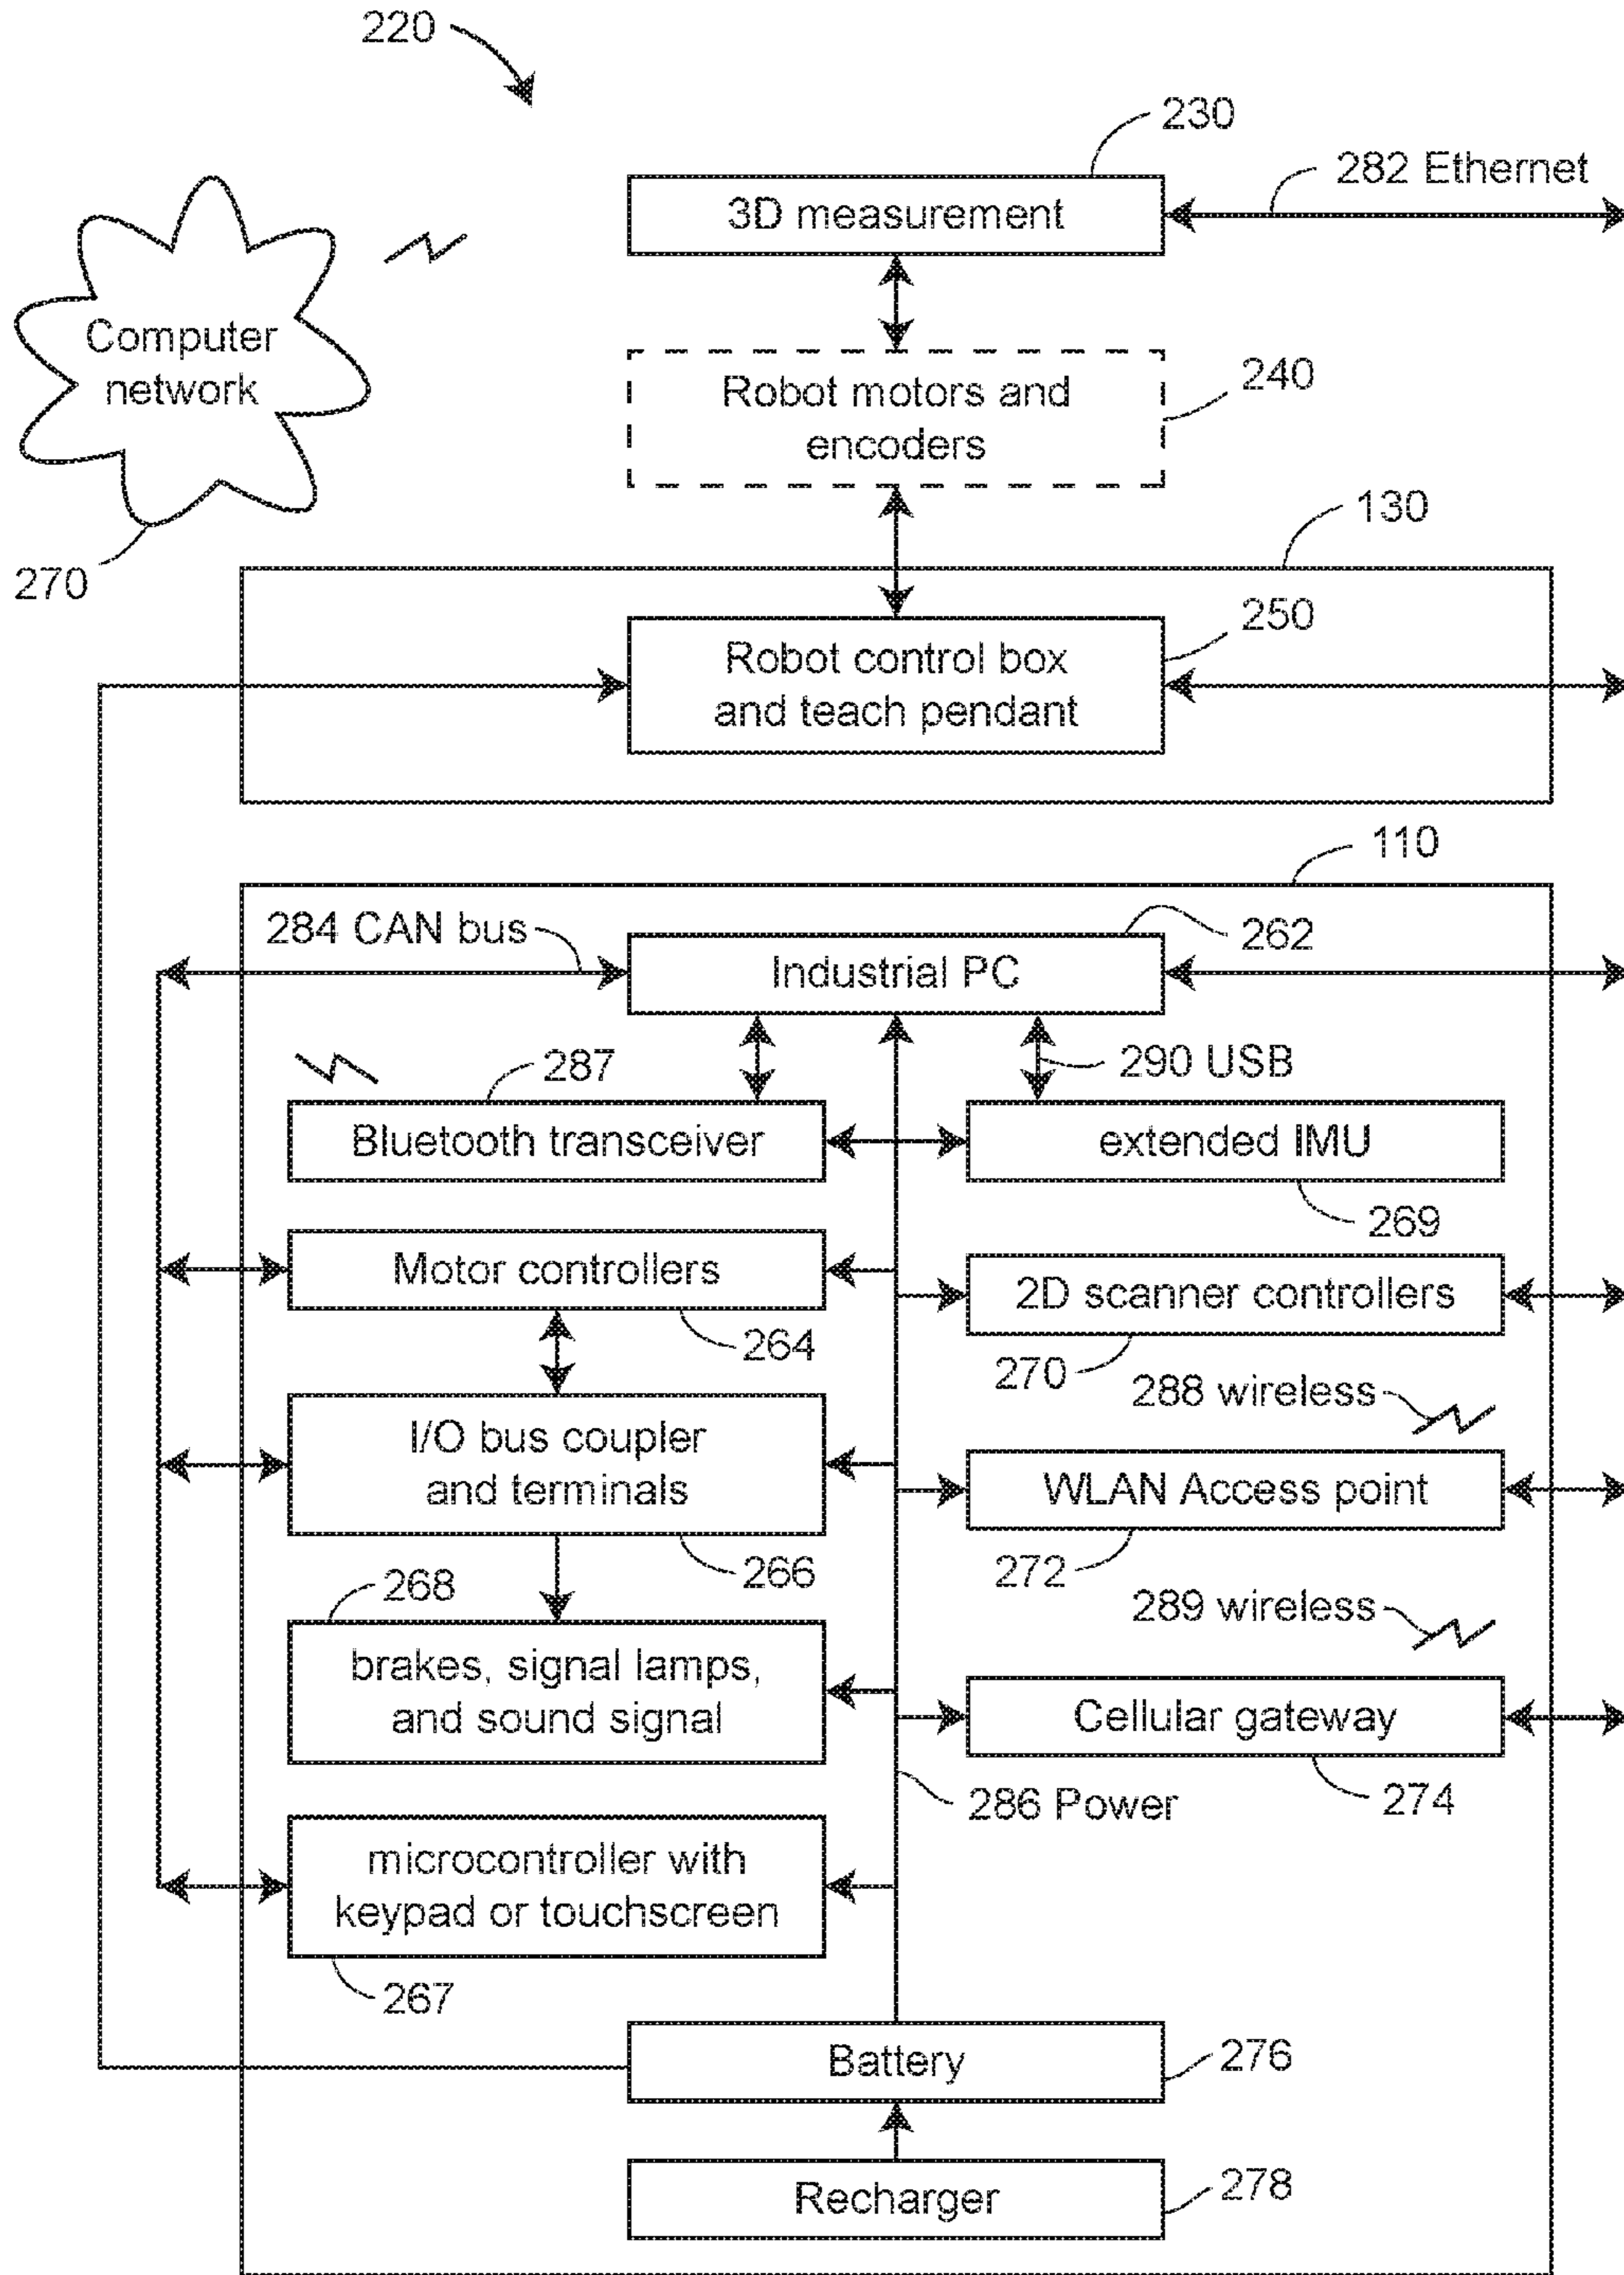 220
230
282 Ethernet
3D measurement
Computer
network
Robot motors and
encoders
240
270
130
250
Robot control box
and teach pendant
110
284 CAN bus
262
Industrial PC
287
290 USB
Bluetooth transceiver
extended IMU
269
Motor controllers
264
2D scanner controllers
270
288 wireless
I/O bus coupler
and terminals
266
WLAN Access point
272
268
289 wireless
brakes, signal lamps,
and sound signal
Cellular gateway
274
286 Power
microcontroller with
keypad or touchscreen
267
Battery
276
Recharger
278